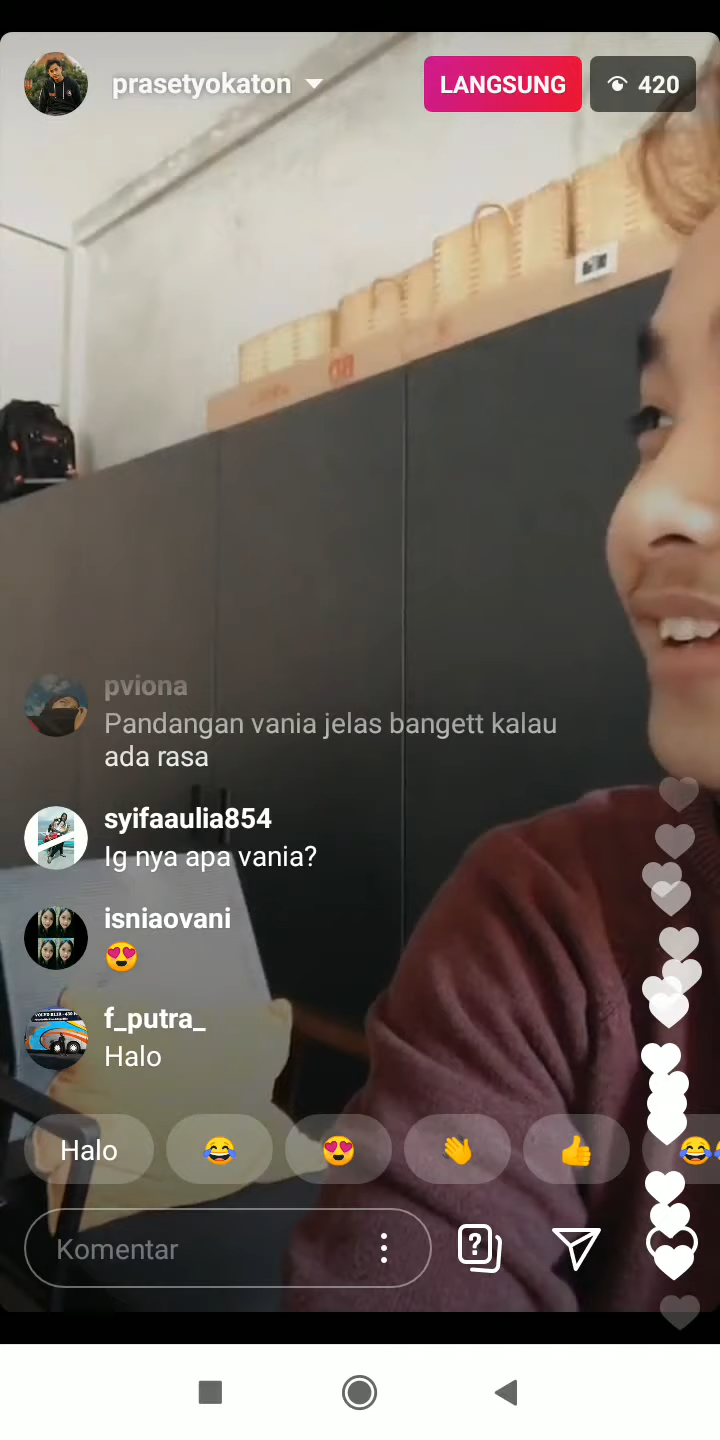 prasetyokaton
LANGSUNG
420
pviona
Pandangan vania jelas bangett kalau
ada rasa
syifaaulia854
Ig nya apa vania?
isniaovani
😍
f_putra_
Halo
Halo 😂 😍 👋 👍 😂
Komentar